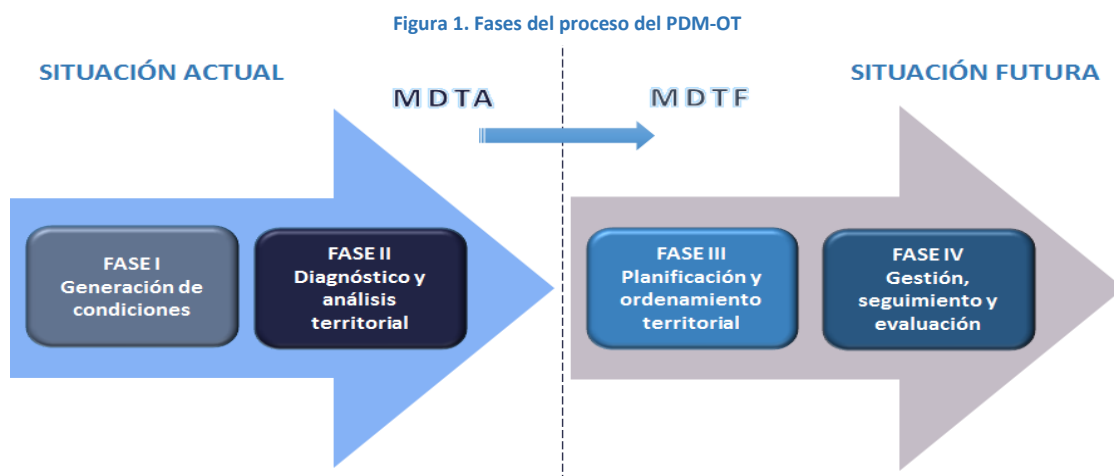 Figura 1. Fases del proceso del PDM-OT
SITUACIÓN ACTUAL
SITUACIÓN FUTURA
MDTA
MDTF
FASE I
Generación de
condiciones
FASE II
Diagnóstico y
análisis
territorial
FASE III
Planificación y
ordenamiento
territorial
FASE IV
Gestión,
seguimiento y
evaluación